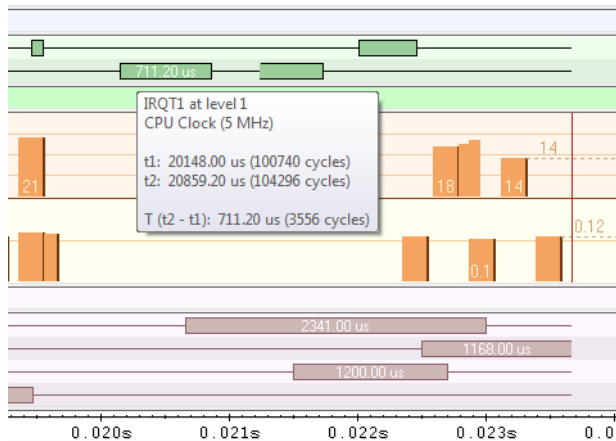 711.20 us
IRQT1 at level 1
CPU Clock (5 MHz)
t1: 20148.00 us (100740 cycles)
t2: 20859.20 us (104296 cycles)
T (t2 - t1): 711.20 us (3556 cycles)
14
21
18
14
0.12
0.1
2341.00 us
1168.00 us
1200.00 us
0.020s
0.021s
0.022s
0.023s
0.0